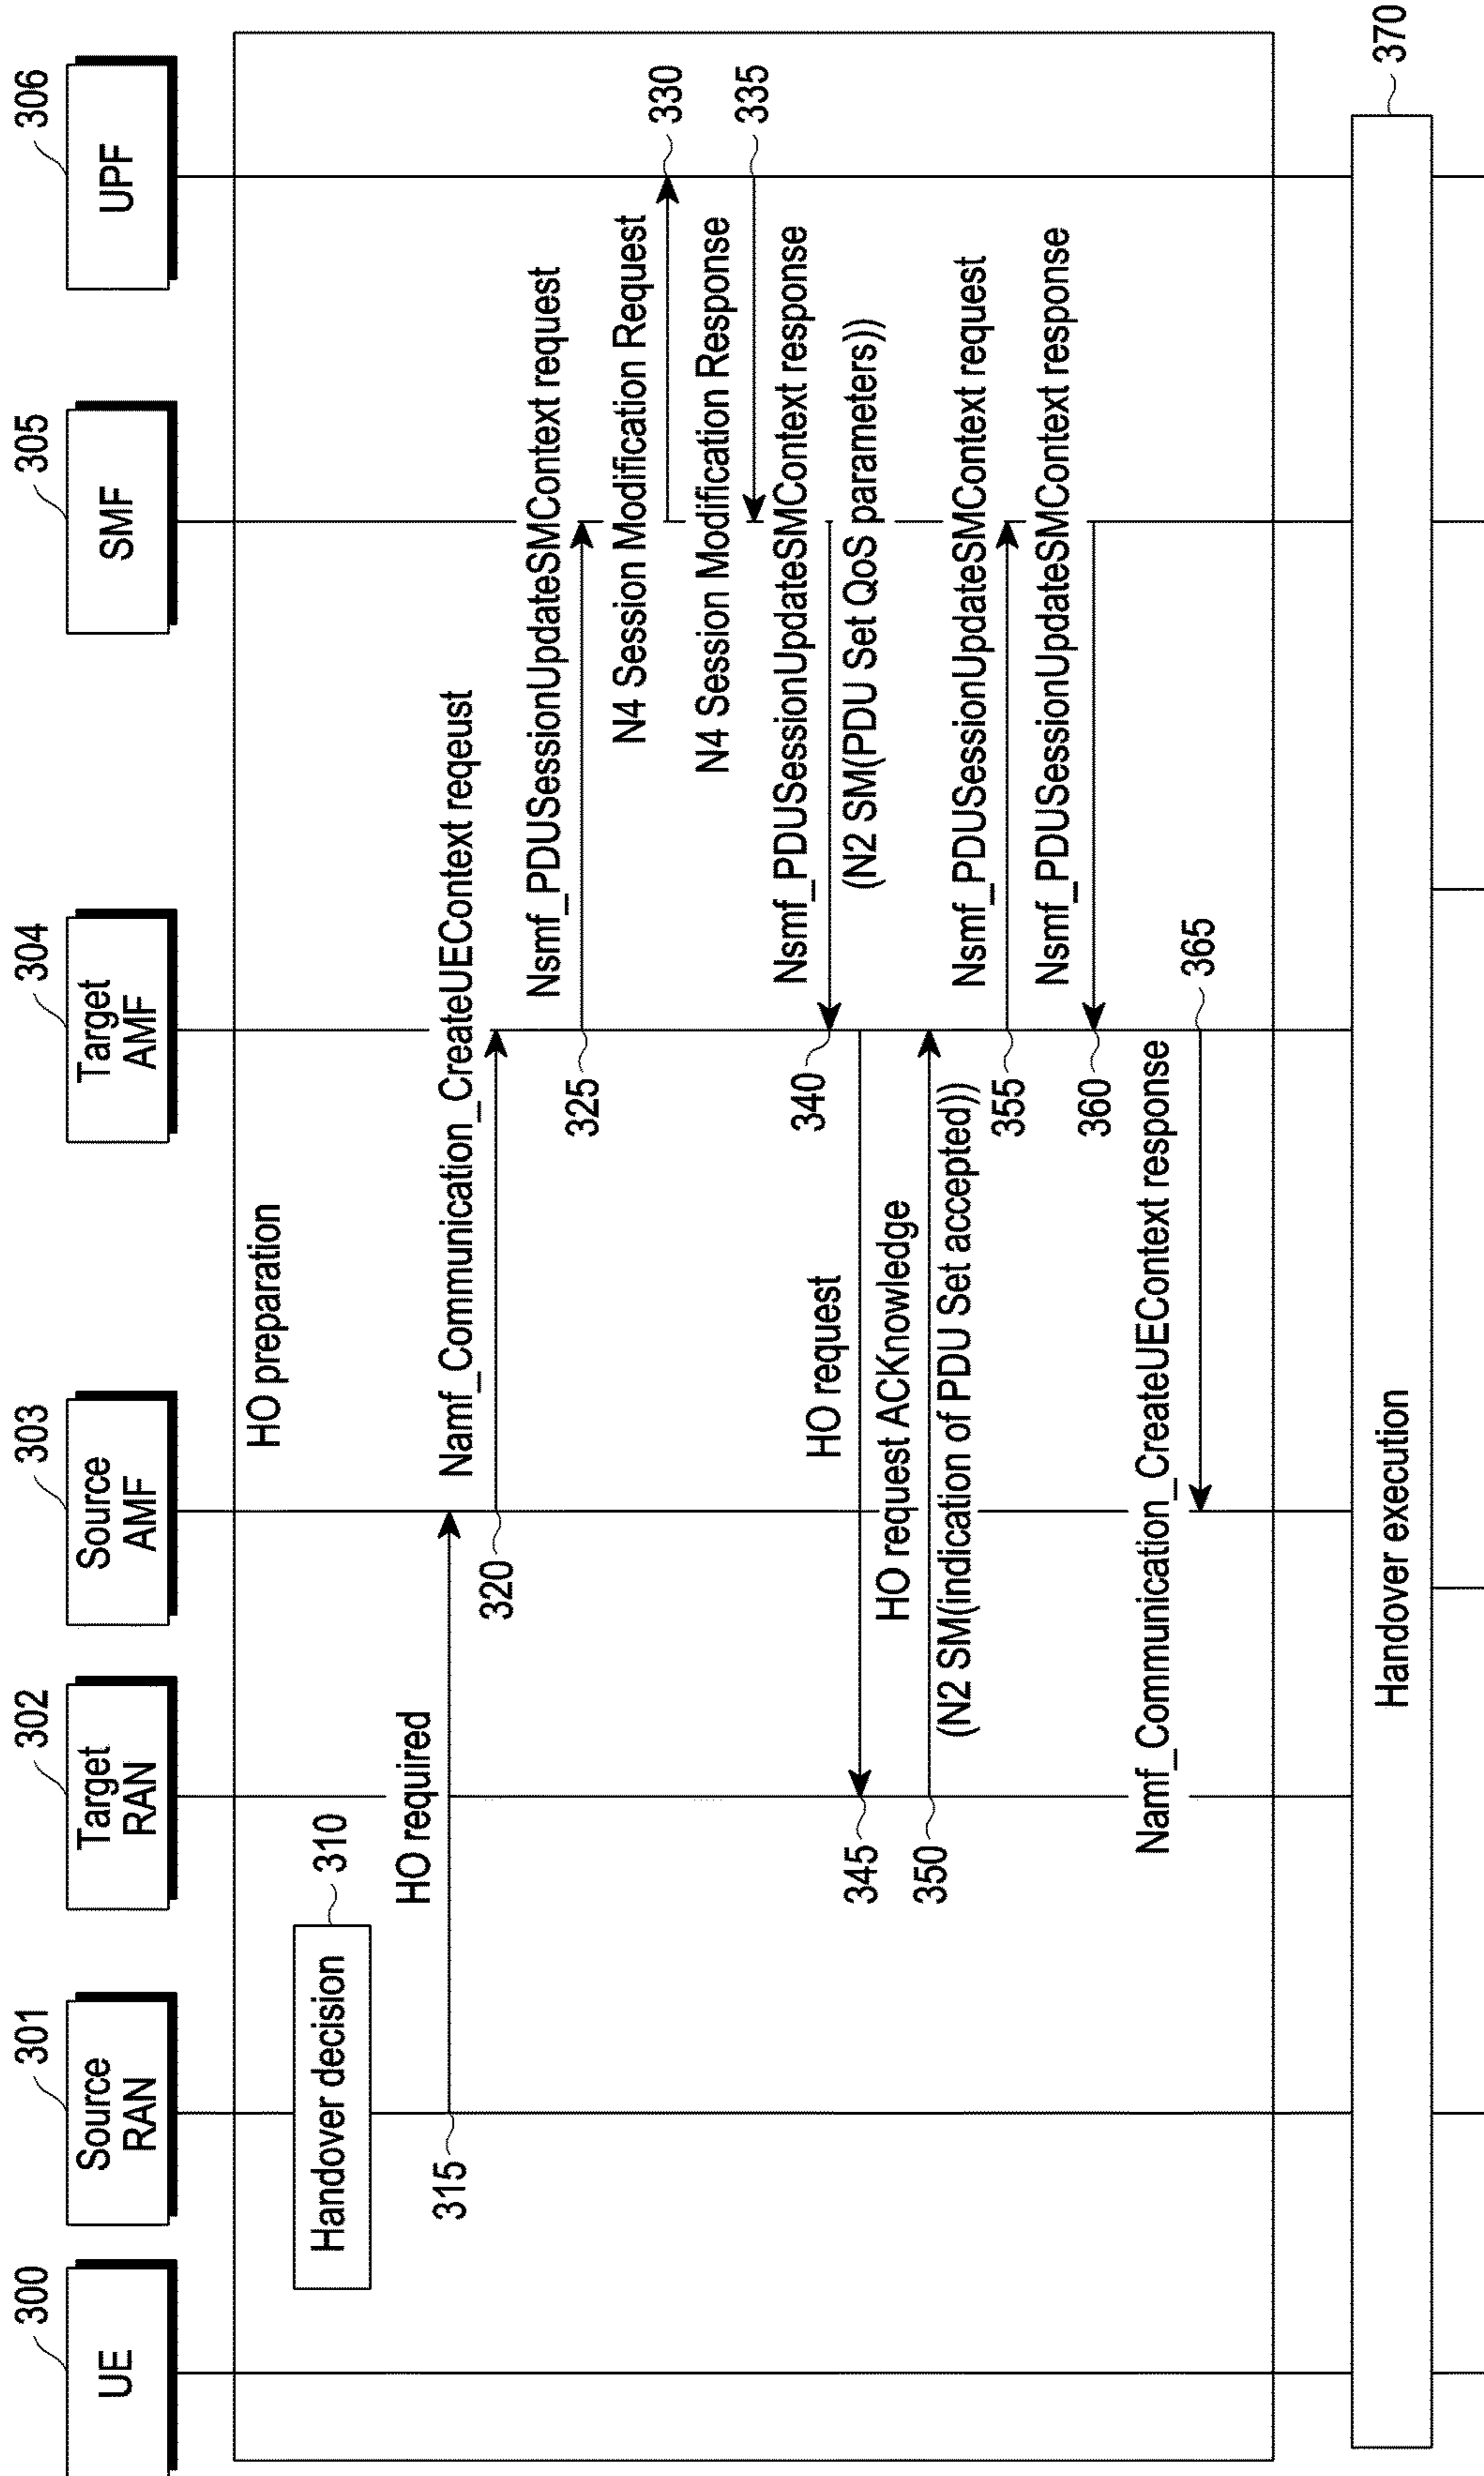 300
301
302
303
304
305
306
UE
Source
RAN
Target
RAN
Source
AMF
Target
AMF
SMF
UPF
HO preparation
Handover decision
310
HO required
315
Namf_Communication_CreateUEContext reqeust
320
Nsmf_PDUSessionUpdateSMContext request
325
N4 Session Modification Request
330
N4 Session Modification Response
335
Nsmf_PDUSessionUpdateSMContext response
340
(N2 SM(PDU Set QoS parameters))
HO request
345
HO request ACKnowledge
350
(N2 SM(indication of PDU Set accepted))
Nsmf_PDUSessionUpdateSMContext request
355
Nsmf_PDUSessionUpdateSMContext response
360
Namf_Communication_CreateUEContext response
365
Handover execution
370